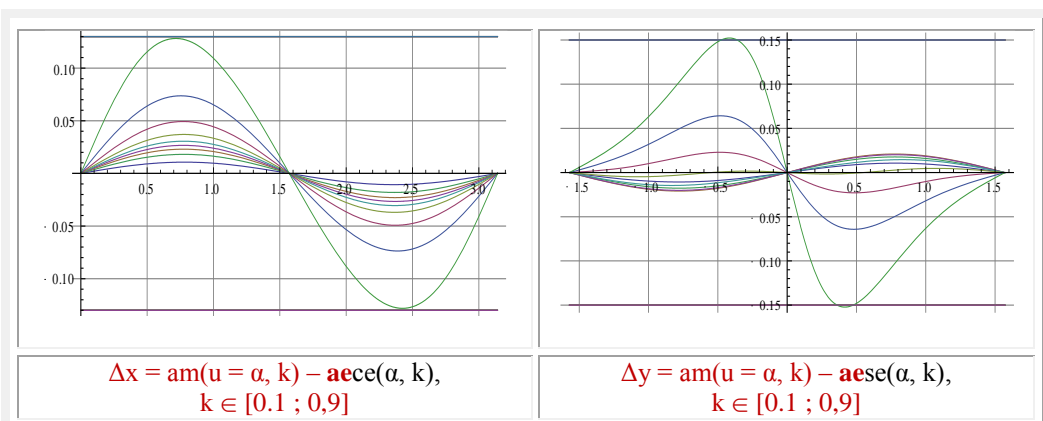 0.10
0.05
0.5 1.0 2.0 2.5 3.0
- 0.05
- 0.10
0.15
0.10
0.05
- 1.5 1.0 0.5 0.5 1.0 1.5
0.05
- 0.10
- 0.15
Δx = am(u = α, k) – aece(α, k),
k ∈ [0.1 ; 0,9]
Δy = am(u = α, k) – aese(α, k),
k ∈ [0.1 ; 0,9]